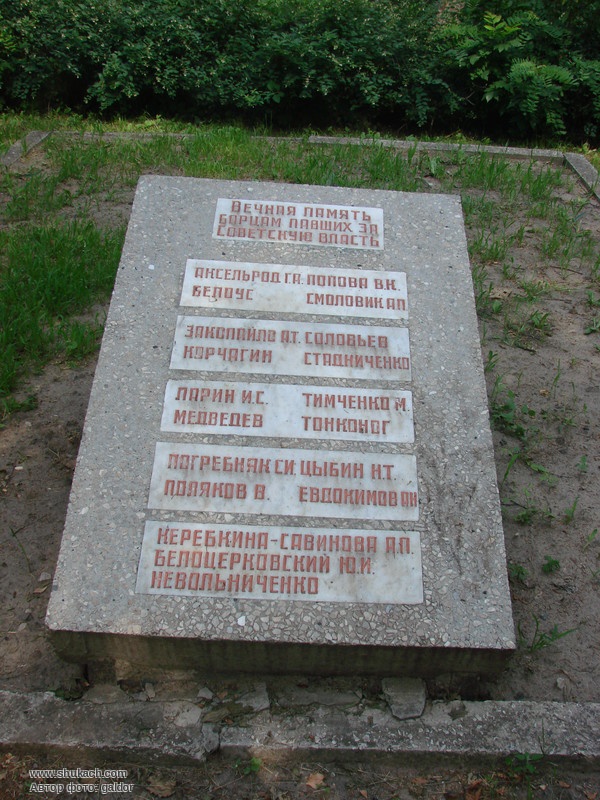 Вечная память
борцам павших за
Советскую власть
Аксельрод Г.Я. Попова В.К.
Белоус Смоловик А.П.
Закопайло А.Т. Соловьев
Корчагин Стадниченко
Ларин И.С. Тимченко М.
Медведев Тонконог
Погребняк С.И. Цыбин И.Т.
Поляков В. Евдокимов
Керебкина-Савинова А.П.
Белоцерковский Ю.И.
Невольниченко
www.shukach.com
Автор фото: galdor